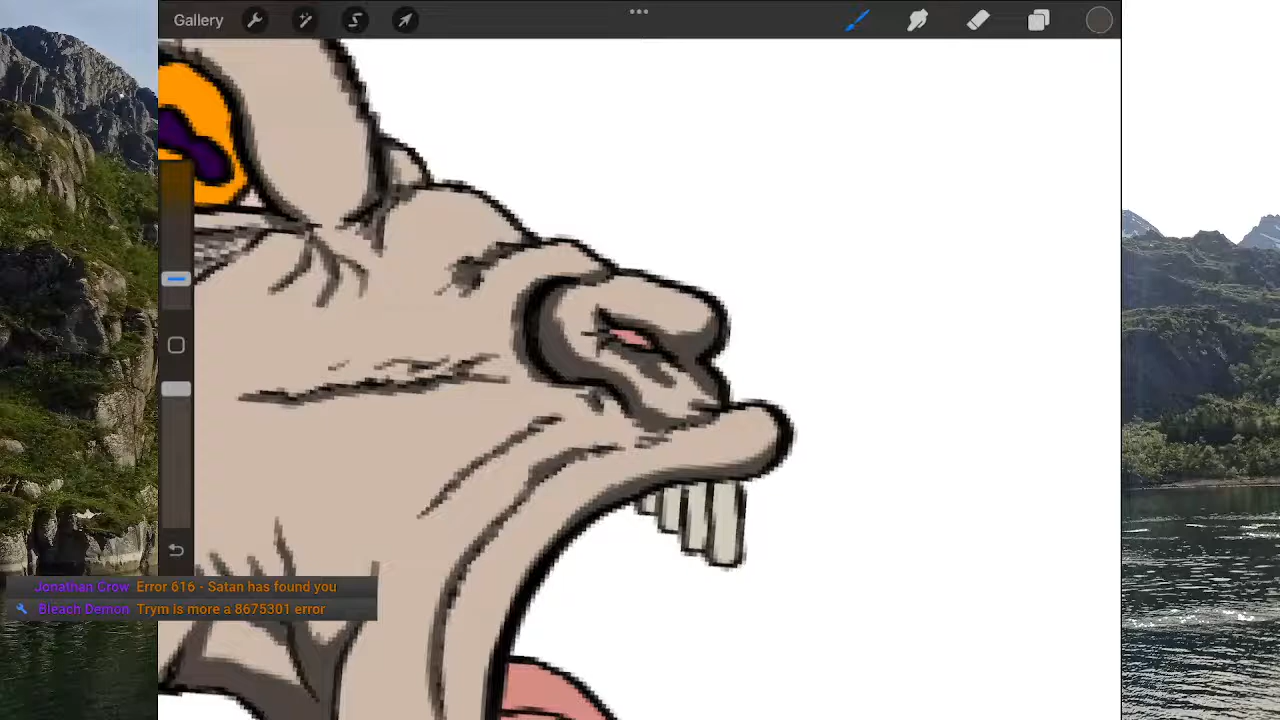 Gallery
Jonathan Crow Error 616 - Satan has found you
Bleach Demon Trym is more a 8675301 error